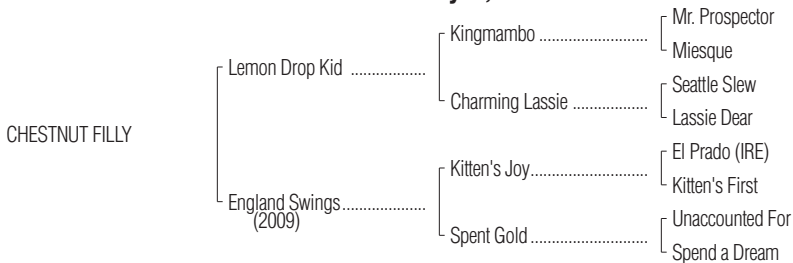 Mr. Prospector
Kingmambo ..........................
Miesque
Lemon Drop Kid ..................
Seattle Slew
Charming Lassie ..................
Lassie Dear
CHESTNUT FILLY
El Prado (IRE)
Kitten's Joy............................
Kitten's First
England Swings....................
(2009)
Unaccounted For
Spent Gold ............................
Spend a Dream